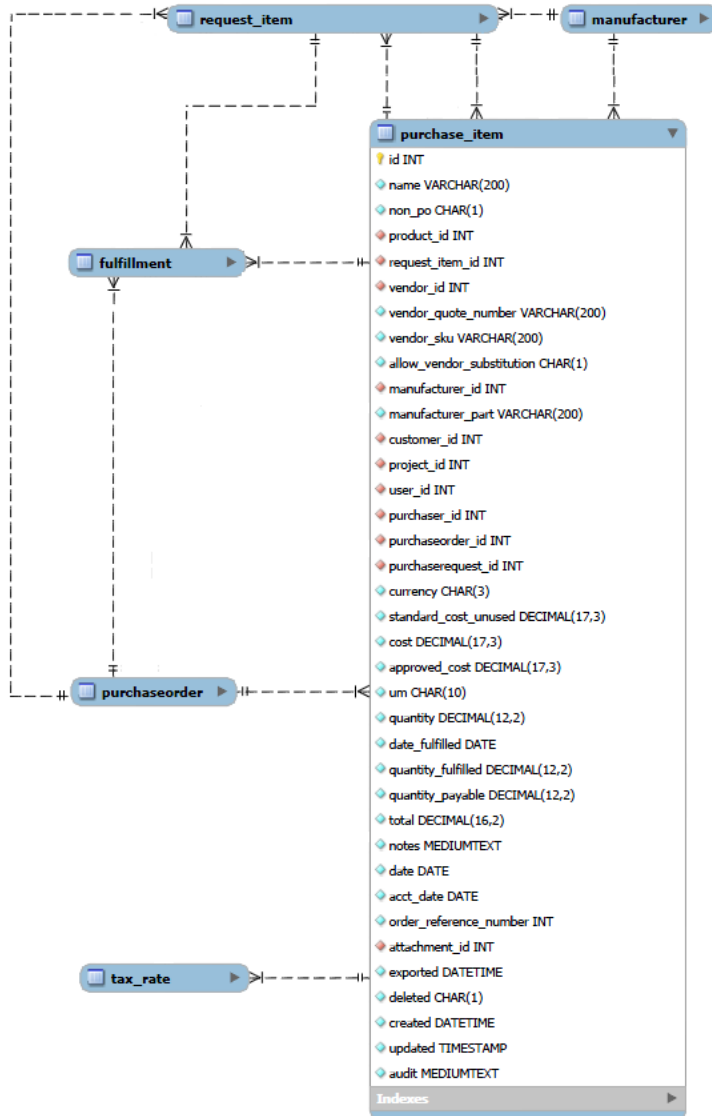 request_item
manufacturer
purchase_item
id INT
name VARCHAR(200)
non_po CHAR(1)
product_id INT
request_item_id INT
vendor_id INT
vendor_quote_number VARCHAR(200)
vendor_sku VARCHAR(200)
allow_vendor_substitution CHAR(1)
manufacturer_id INT
manufacturer_part VARCHAR(200)
customer_id INT
project_id INT
user_id INT
purchaser_id INT
purchaseorder_id INT
purchaserequest_id INT
currency CHAR(3)
standard_cost_unused DECIMAL(17,3)
cost DECIMAL(17,3)
approved_cost DECIMAL(17,3)
um CHAR(10)
quantity DECIMAL(12,2)
date_fulfilled DATE
quantity_fulfilled DECIMAL(12,2)
quantity_payable DECIMAL(12,2)
total DECIMAL(16,2)
notes MEDIUMTEXT
date DATE
acct_date DATE
order_reference_number INT
attachment_id INT
exported DATETIME
deleted CHAR(1)
created DATETIME
updated TIMESTAMP
audit MEDIUMTEXT
Indexes
fulfillment
purchaseorder
tax_rate